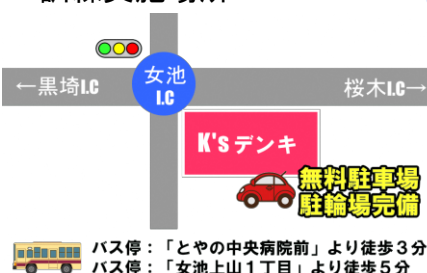 ←黒埼I.C
女池
I.C
桜木I.C→
K'sデンキ
無料駐車場
駐輪場完備
バス停：「とやの中央病院前」より徒歩３分
バス停：「女池上山１丁目」より徒歩５分